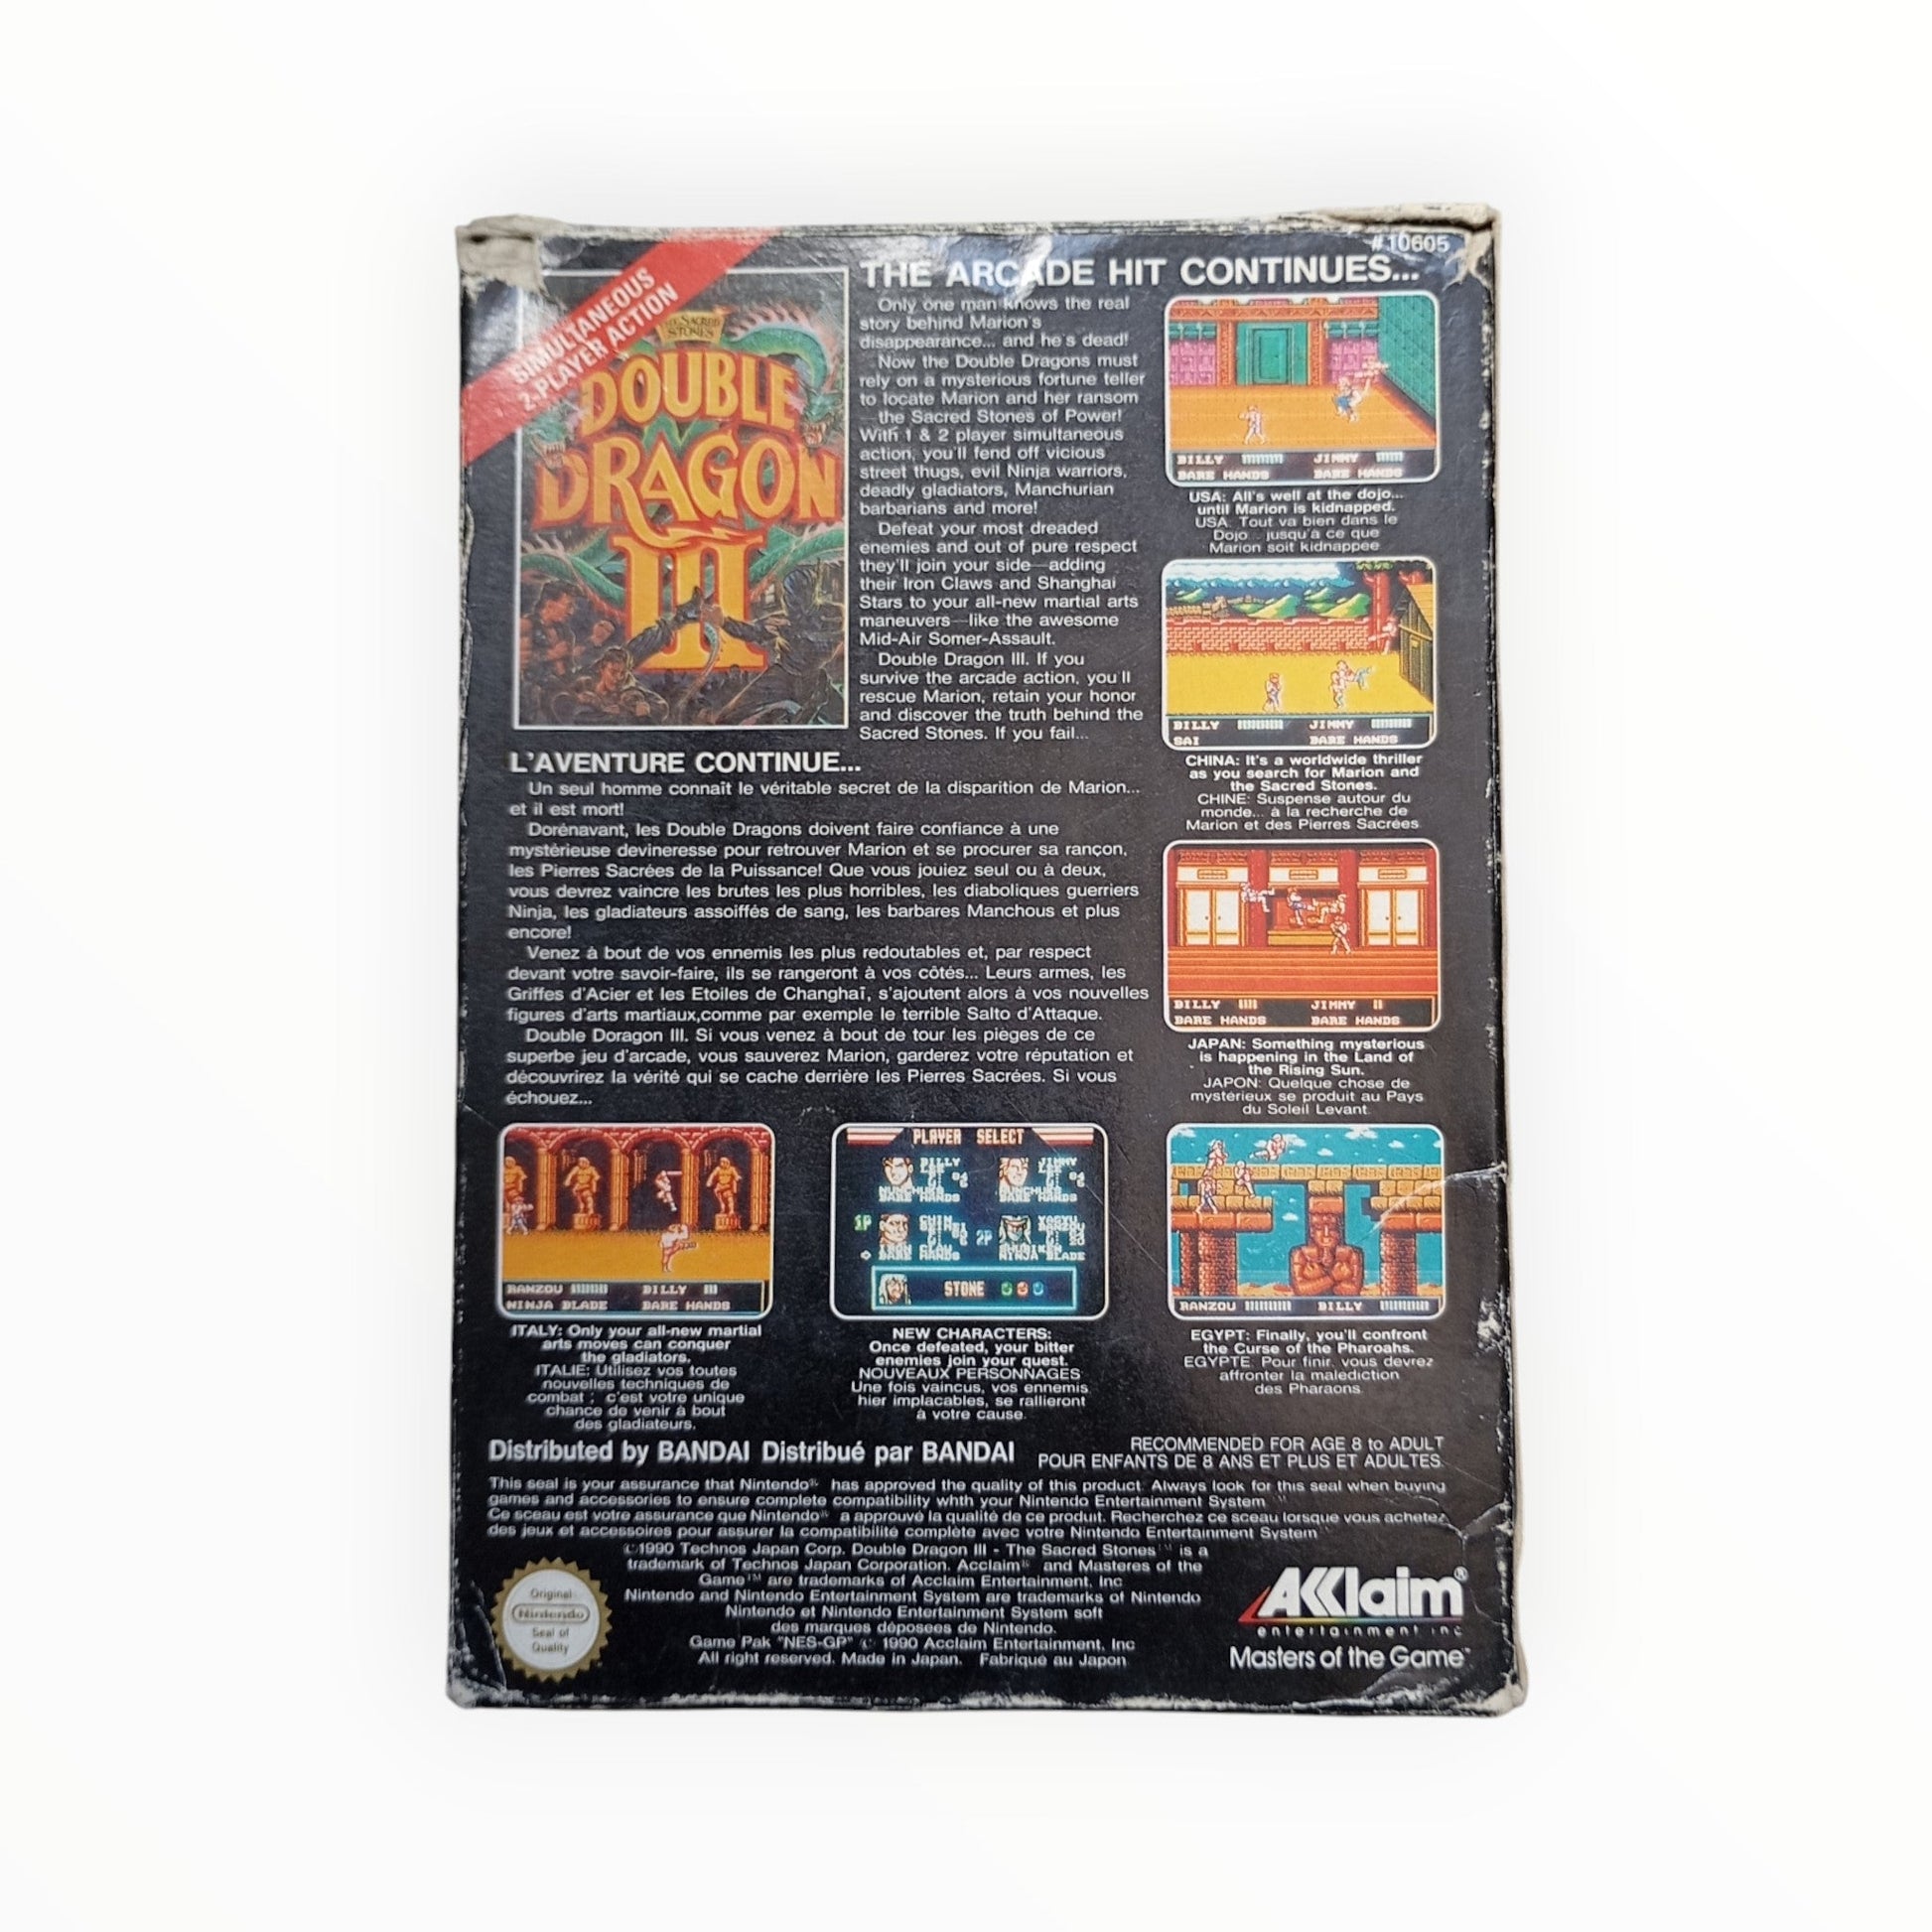 #10605
SIMULTANEOUS
2-PLAYER ACTION
SACRED
STONES
DOUBLE
DRAGON
III
THE ARCADE HIT CONTINUES...
Only one man knows the real
story behind Marion's
disappearance... and he's dead!
Now the Double Dragons must
rely on a mysterious fortune teller
to locate Marion and her ransom
—the Sacred Stones of Power!
With 1 & 2 player simultaneous
action, you'll fend off vicious
street thugs, evil Ninja warriors,
deadly gladiators, Manchurian
barbarians and more!
Defeat your most dreaded
enemies and out of pure respect
they'll join your side—adding
their Iron Claws and Shanghai
Stars to your all-new martial arts
maneuvers—like the awesome
Mid-Air Somer-Assault.
Double Dragon III. If you
survive the arcade action, you'll
rescue Marion, retain your honor
and discover the truth behind the
Sacred Stones. If you fail...
BILLY JIMMY
BARE HANDS BARE HANDS
USA: All's well at the dojo...
until Marion is kidnapped.
USA: Tout va bien dans le
Dojo... jusqu'à ce que
Marion soit kidnappée
BILLY JIMMY
SAI BARE HANDS
CHINA: It's a worldwide thriller
as you search for Marion and
the Sacred Stones.
CHINE: Suspense autour du
monde... à la recherche de
Marion et des Pierres Sacrées
BILLY JIMMY
BARE HANDS BARE HANDS
JAPAN: Something mysterious
is happening in the Land of
the Rising Sun.
JAPON: Quelque chose de
mystérieux se produit au Pays
du Soleil Levant.
L'AVENTURE CONTINUE...
Un seul homme connaît le véritable secret de la disparition de Marion...
et il est mort!
Dorénavant, les Double Dragons doivent faire confiance à une
mystérieuse devineresse pour retrouver Marion et se procurer sa rançon,
les Pierres Sacrées de la Puissance! Que vous jouiez seul ou à deux,
vous devrez vaincre les brutes les plus horribles, les diaboliques guerriers
Ninja, les gladiateurs assoiffés de sang, les barbares Manchous et plus
encore!
Venez à bout de vos ennemis les plus redoutables et, par respect
devant votre savoir-faire, ils se rangeront à vos côtés... Leurs armes, les
Griffes d'Acier et les Etoiles de Changhaï, s'ajoutent alors à vos nouvelles
figures d'arts martiaux,comme par exemple le terrible Salto d'Attaque.
Double Doragon III. Si vous venez à bout de tour les pièges de ce
superbe jeu d'arcade, vous sauverez Marion, garderez votre réputation et
découvrirez la vérité qui se cache derrière les Pierres Sacrées. Si vous
échouez...
RANZOU BILLY
NINJA BLADE BARE HANDS
ITALY: Only your all-new martial
arts moves can conquer
the gladiators.
ITALIE: Utilisez vos toutes
nouvelles techniques de
combat ; c'est votre unique
chance de venir à bout
des gladiateurs.
PLAYER SELECT
BILLY JIMMY
NUNCHUKS NUNCHUKS
BARE HANDS BARE HANDS
1P CHIN 2P YAGYU
SEIMEI RANZOU
IRON CLAW SHURIKEN
BARE HANDS NINJA BLADE
STONE
NEW CHARACTERS:
Once defeated, your bitter
enemies join your quest.
NOUVEAUX PERSONNAGES
Une fois vaincus, vos ennemis
hier implacables, se rallieront
à votre cause.
RANZOU BILLY
EGYPT: Finally, you'll confront
the Curse of the Pharoahs.
EGYPTE: Pour finir, vous devrez
affronter la malediction
des Pharaons
Distributed by BANDAI Distribué par BANDAI
RECOMMENDED FOR AGE 8 to ADULT
POUR ENFANTS DE 8 ANS ET PLUS ET ADULTES.
This seal is your assurance that Nintendo® has approved the quality of this product. Always look for this seal when buying
games and accessories to ensure complete compatibility whth your Nintendo Entertainment System
Ce sceau est votre assurance que Nintendo® a approuvé la qualité de ce produit. Recherchez ce sceau lorsque vous achetez
des jeux et accessoires pour assurer la compatibilité complète avec votre Nintendo Entertainment System
©1990 Technos Japan Corp. Double Dragon III - The Sacred Stones™ is a
trademark of Technos Japan Corporation. Acclaim® and Masteres of the
Game™ are trademarks of Acclaim Entertainment, Inc
Nintendo and Nintendo Entertainment System are trademarks of Nintendo
Nintendo et Nintendo Entertainment System soft
des marques déposees de Nintendo.
Game Pak "NES-GP" © 1990 Acclaim Entertainment, Inc
All right reserved. Made in Japan. Fabriqué au Japon
Original
Nintendo
Seal of
Quality
AKKlaim®
entertainment inc
Masters of the Game™